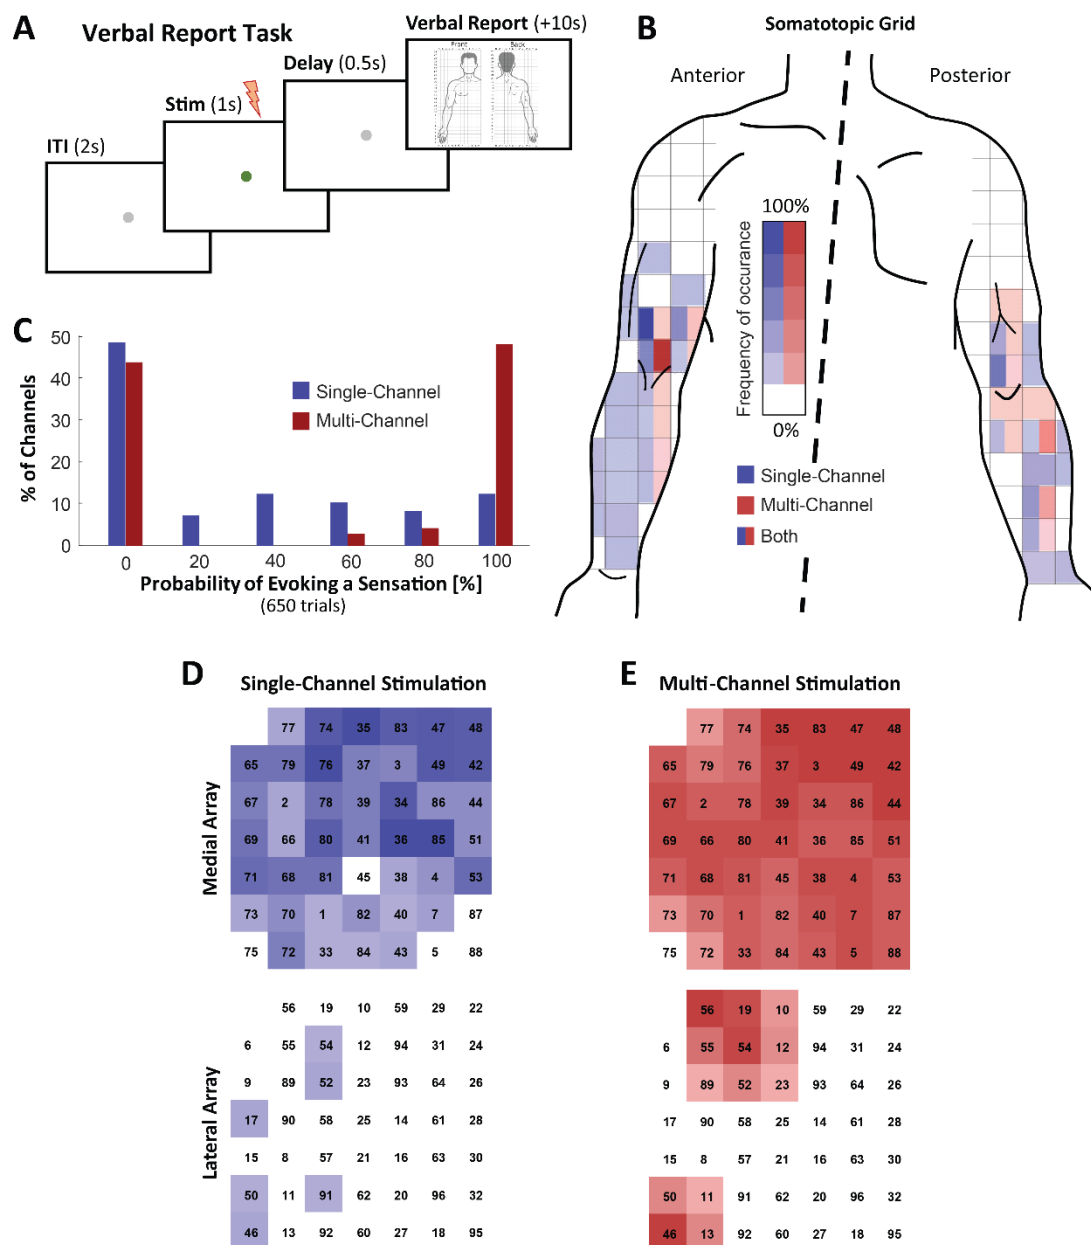 A
Verbal Report Task
ITI (2s)
Stim (1s)
Delay (0.5s)
Verbal Report (+10s)
Front
Back
B
Somatotopic Grid
Anterior
Posterior
100%
Frequency of occurance
0%
Single-Channel
Multi-Channel
Both
C
50
40
30
20
10
0
% of Channels
Single-Channel
Multi-Channel
0 20 40 60 80 100
Probability of Evoking a Sensation [%]
(650 trials)
D
Single-Channel Stimulation
Medial Array
77 74 35 83 47 48
65 79 76 37 3 49 42
67 2 78 39 34 86 44
69 66 80 41 36 85 51
71 68 81 45 38 4 53
73 70 1 82 40 7 87
75 72 33 84 43 5 88
Lateral Array
56 19 10 59 29 22
6 55 54 12 94 31 24
9 89 52 23 93 64 26
17 90 58 25 14 61 28
15 8 57 21 16 63 30
50 11 91 62 20 96 32
46 13 92 60 27 18 95
E
Multi-Channel Stimulation
77 74 35 83 47 48
65 79 76 37 3 49 42
67 2 78 39 34 86 44
69 66 80 41 36 85 51
71 68 81 45 38 4 53
73 70 1 82 40 7 87
75 72 33 84 43 5 88
56 19 10 59 29 22
6 55 54 12 94 31 24
9 89 52 23 93 64 26
17 90 58 25 14 61 28
15 8 57 21 16 63 30
50 11 91 62 20 96 32
46 13 92 60 27 18 95